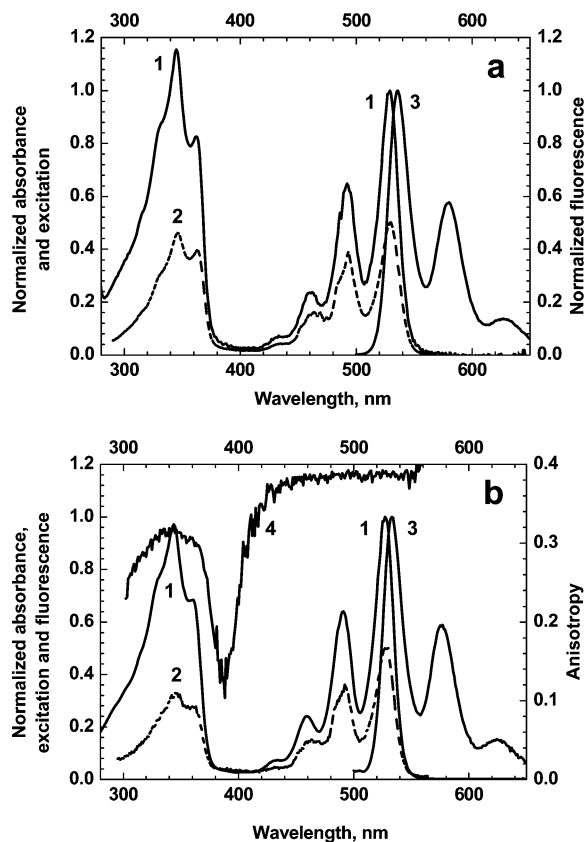 300 400 500 600
1.2 1.0 0.8 0.6 0.4 0.2 0.0
Normalized absorbance
and excitation
1
2
1 3
a
1.2 1.0 0.8 0.6 0.4 0.2 0.0
Normalized fluorescence
300 400 500 600
Wavelength, nm
300 400 500 600
1.2 1.0 0.8 0.6 0.4 0.2 0.0
Normalized absorbance,
excitation and fluorescence
1
2
4
1 3
b
0.4 0.3 0.2 0.1 0.0
Anisotropy
300 400 500 600
Wavelength, nm